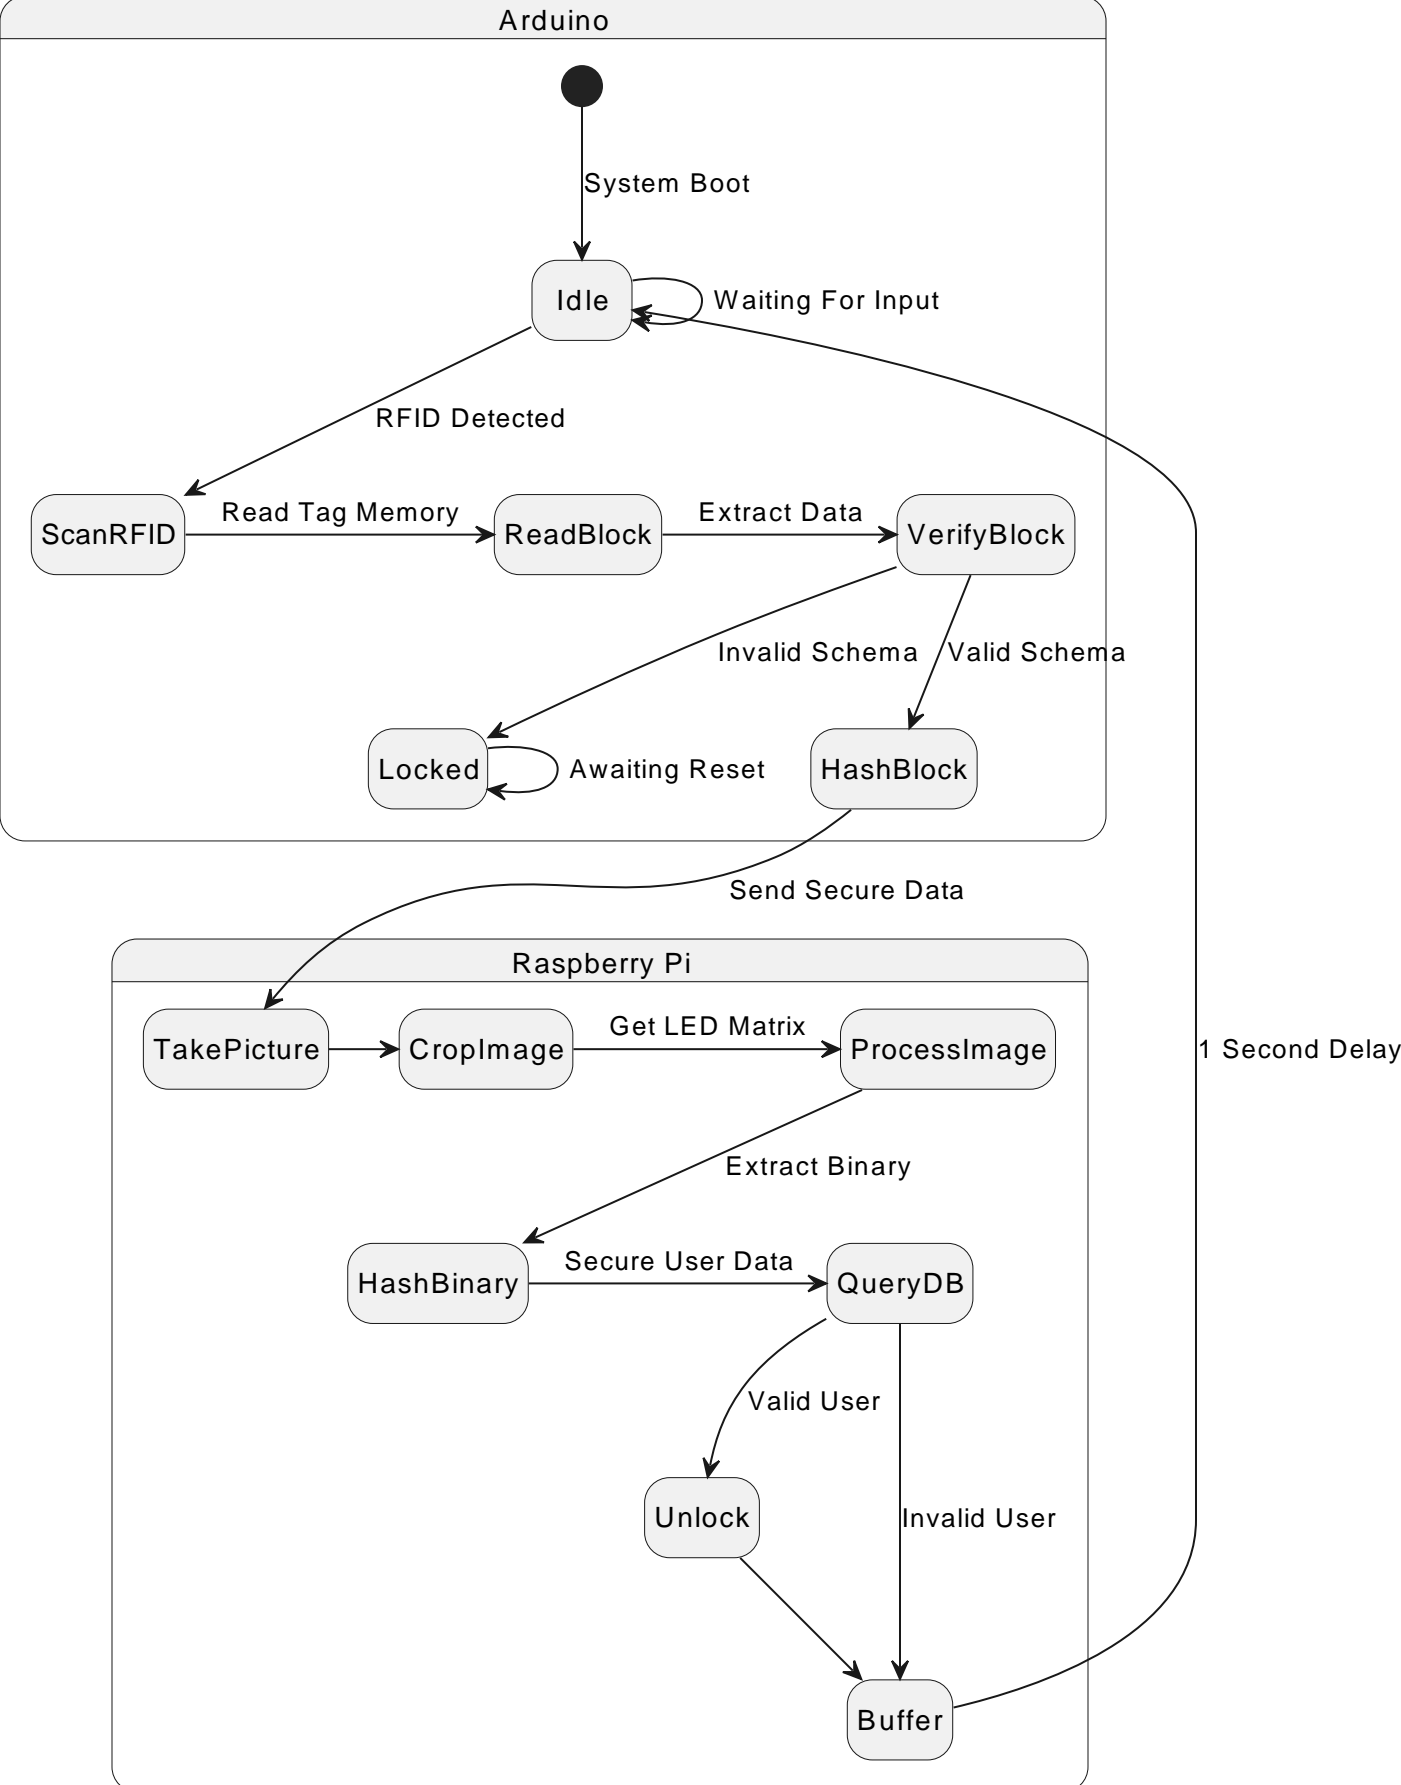 Arduino
System Boot
Idle
Waiting For Input
RFID Detected
ScanRFID
Read Tag Memory
ReadBlock
Extract Data
VerifyBlock
Invalid Schema
Valid Schema
Locked
Awaiting Reset
HashBlock
Send Secure Data
Raspberry Pi
TakePicture
CropImage
Get LED Matrix
ProcessImage
1 Second Delay
Extract Binary
HashBinary
Secure User Data
QueryDB
Valid User
Unlock
Invalid User
Buffer